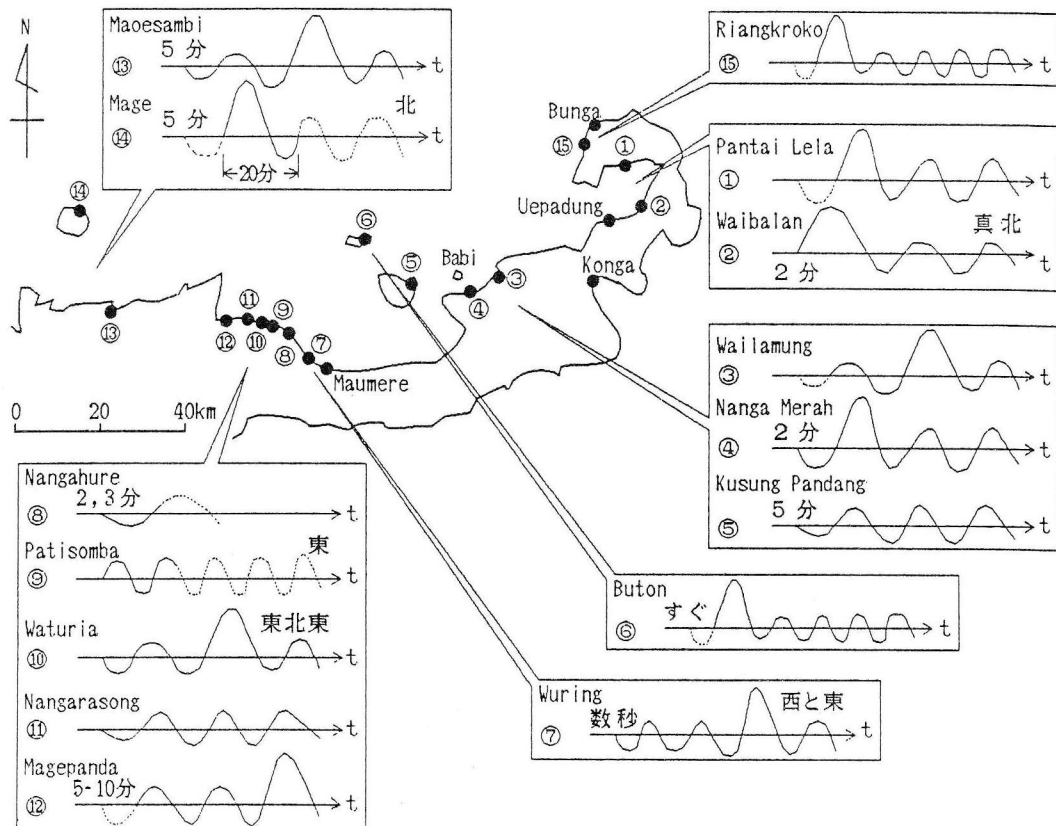 N
Maoesambi
5 分
⑬
t
Mage
5 分
北
⑭
t
20分
Riangkroko
⑮
t
Pantai Lela
①
t
Waibalan
真北
②
t
2 分
Wailamung
③
t
Nanga Merah
2 分
④
t
Kusung Pandang
5 分
⑤
t
Bunga
⑮
①
Uepadung
②
⑭
⑥
⑤
Babi
③
④
Konga
⑬
⑪
⑨
⑫
⑩
⑧
⑦
Maumere
0 20 40km
Nangahure
2,3分
⑧
t
Patisomba
東
⑨
t
Waturia
東北東
⑩
t
Nangarasong
⑪
t
Magepanda
5-10分
⑫
t
Buton
すぐ
⑥
t
Wuring
数秒
西と東
⑦
t